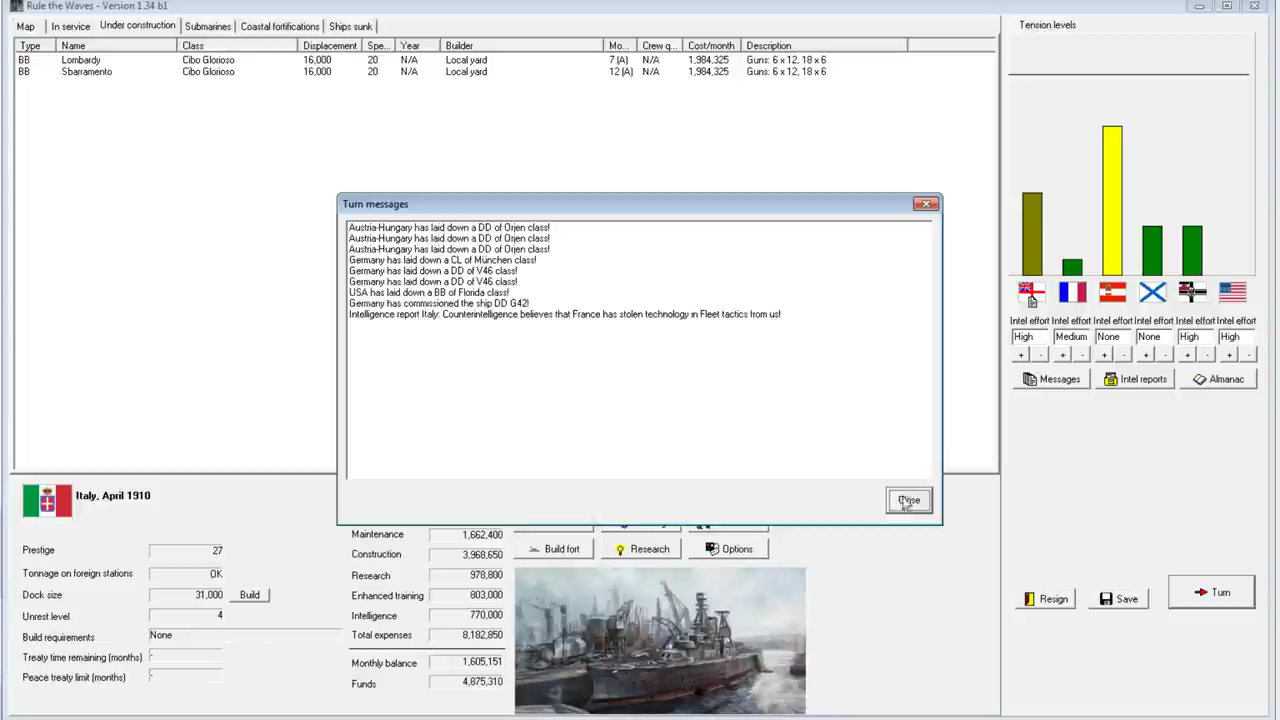 Rule the Waves - Version 1.34 b1
Map In service Under construction Submarines Coastal fortifications Ships sunk
Type Name Class Displacement Spe... Year Builder Mo... Crew q... Cost/month Description
BB Lombardy Cibo Glorioso 16,000 20 N/A Local yard 7 (A) N/A 1,984,325 Guns: 6 x 12, 18 x 6
BB Sbarramento Cibo Glorioso 16,000 20 N/A Local yard 12 (A) N/A 1,984,325 Guns: 6 x 12, 18 x 6
Tension levels
Turn messages
Austria-Hungary has laid down a DD of Orjen class!
Austria-Hungary has laid down a DD of Orjen class!
Austria-Hungary has laid down a DD of Orjen class!
Germany has laid down a CL of München class!
Germany has laid down a DD of V46 class!
Germany has laid down a DD of V46 class!
USA has laid down a BB of Florida class!
Germany has commissioned the ship DD G42!
Intelligence report Italy: Counterintelligence believes that France has stolen technology in Fleet tactics from us!
Close
Intel effort Intel effort Intel effort Intel effort Intel effort Intel effort
High Medium None None High High
+ - + - + - + - + - + -
Messages Intel reports Almanac
Italy, April 1910
Prestige 27
Tonnage on foreign stations OK
Dock size 31,000 Build
Unrest level 4
Build requirements None
Treaty time remaining (months) -
Peace treaty limit (months) -
Maintenance 1,662,400
Construction 3,968,650
Research 978,800
Enhanced training 803,000
Intelligence 770,000
Total expenses 8,182,850
Monthly balance 1,605,151
Funds 4,875,310
Build fort Research Options
Resign Save Turn